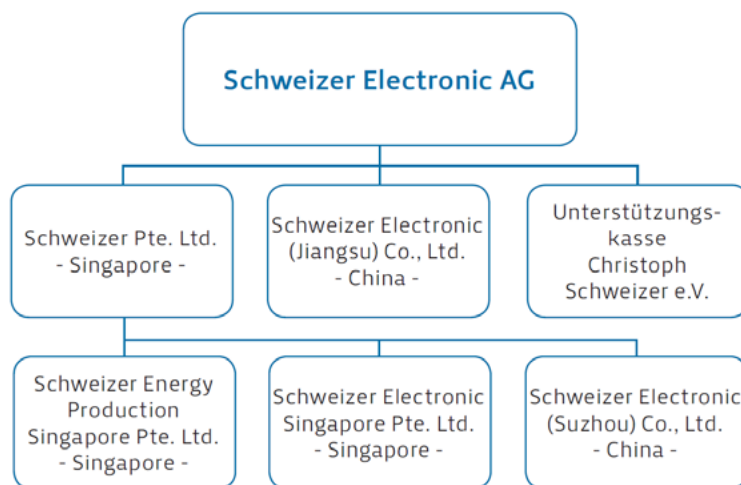 Schweizer Electronic AG
Schweizer Pte. Ltd.
- Singapore -
Schweizer Electronic
(Jiangsu) Co., Ltd.
- China -
Unterstützungs-
kasse
Christoph
Schweizer e.V.
Schweizer Energy
Production
Singapore Pte. Ltd.
- Singapore -
Schweizer Electronic
Singapore Pte. Ltd.
- Singapore -
Schweizer Electronic
(Suzhou) Co., Ltd.
- China -